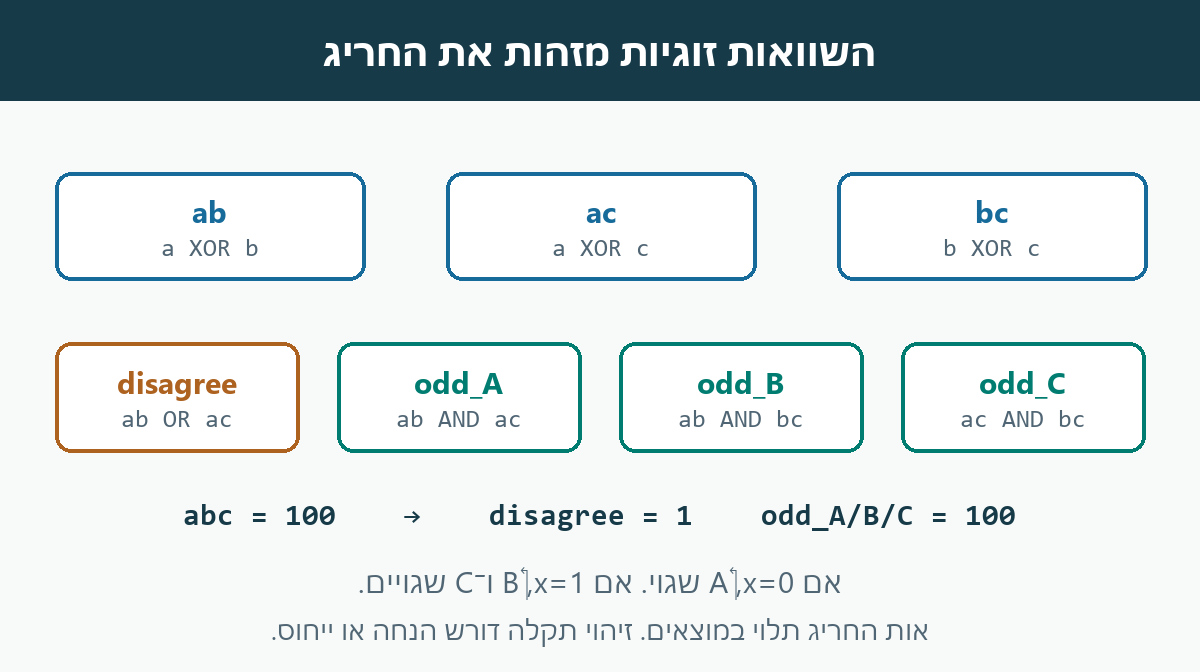 השוואות זוגיות מזהות את החריג
ab
a XOR b
ac
a XOR c
bc
b XOR c
disagree
ab OR ac
odd_A
ab AND ac
odd_B
ab AND bc
odd_C
ac AND bc
abc = 100 → disagree = 1 odd_A/B/C = 100
אם x=0, A שגוי. אם x=1, B ו־C שגויים.
אות החריג תלוי במוצאים. זיהוי תקלה דורש הנחה או ייחוס.